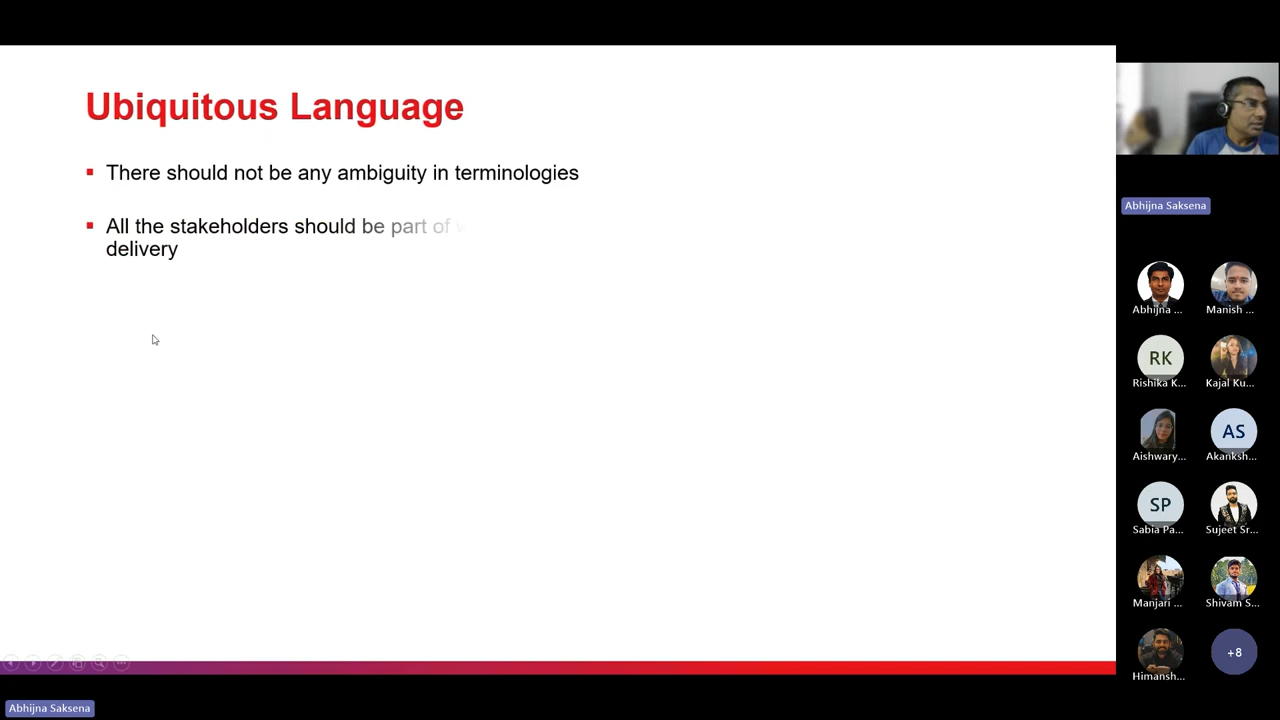 Ubiquitous Language
There should not be any ambiguity in terminologies
All the stakeholders should be part of
delivery
Abhijna Saksena
Abhijna ...
Manish ...
RK
Rishika K...
Kajal Ku...
Aishwary...
AS
Akanksh...
SP
Sabia Pa...
Sujeet Sr...
Manjari ...
Shivam S...
Himansh...
+8
Abhijna Saksena